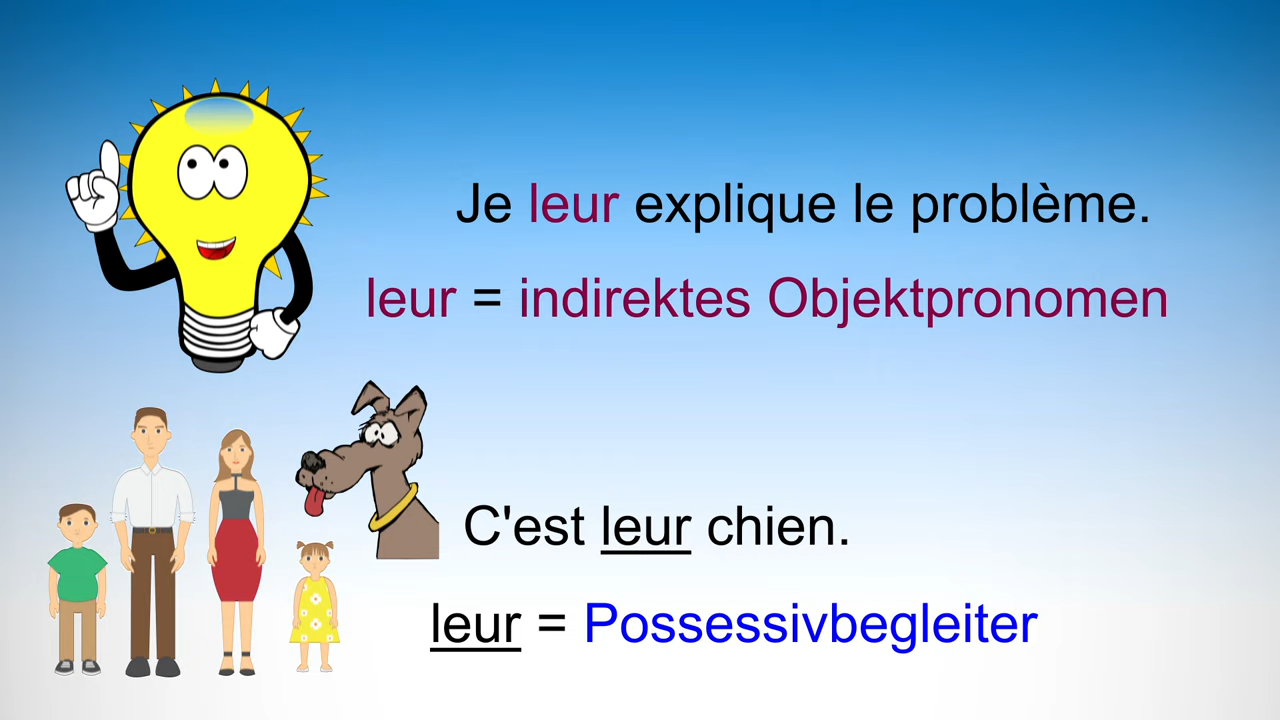 Je leur explique le problème.
leur = indirektes Objektpronomen
C'est leur chien.
leur = Possessivbegleiter